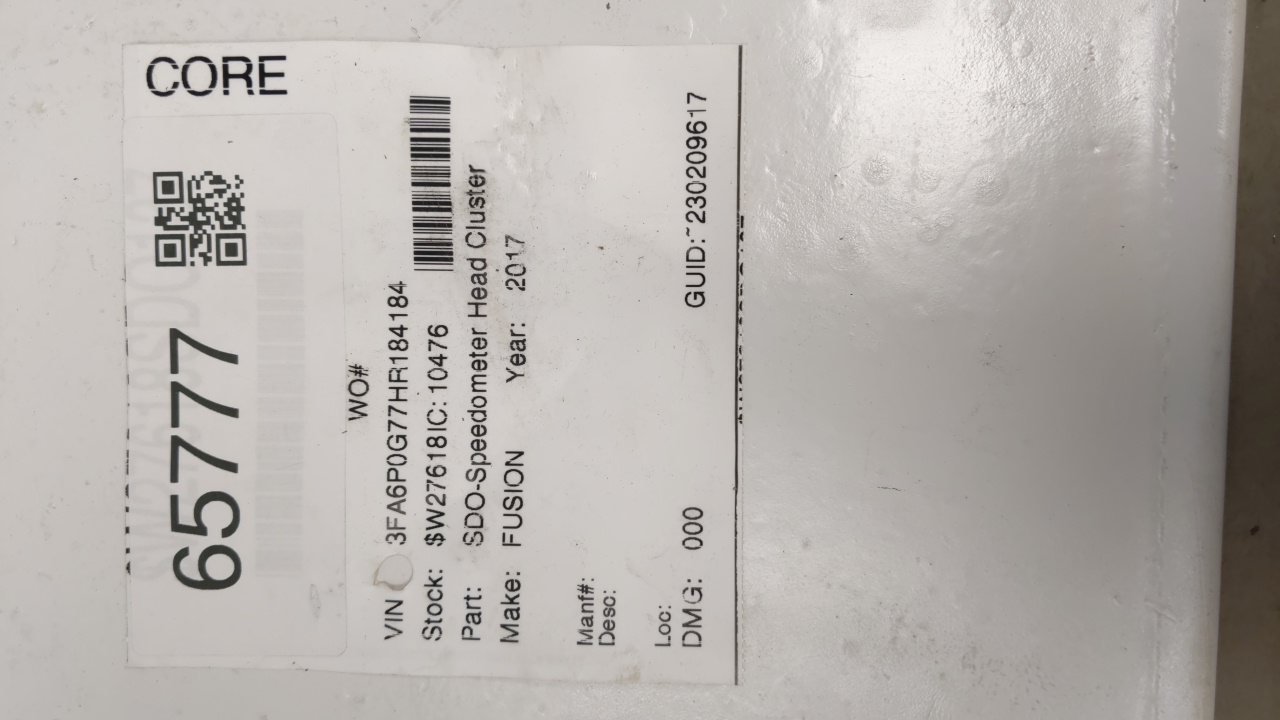 CORE
65777
WO#
VIN 3FA6P0G77HR184184
Stock: $W27618IC: 10476
Part: SDO-Speedometer Head Cluster
Make: FUSION Year: 2017
Manf#:
Desc:
Loc:
DMG: 000 GUID:~230209617